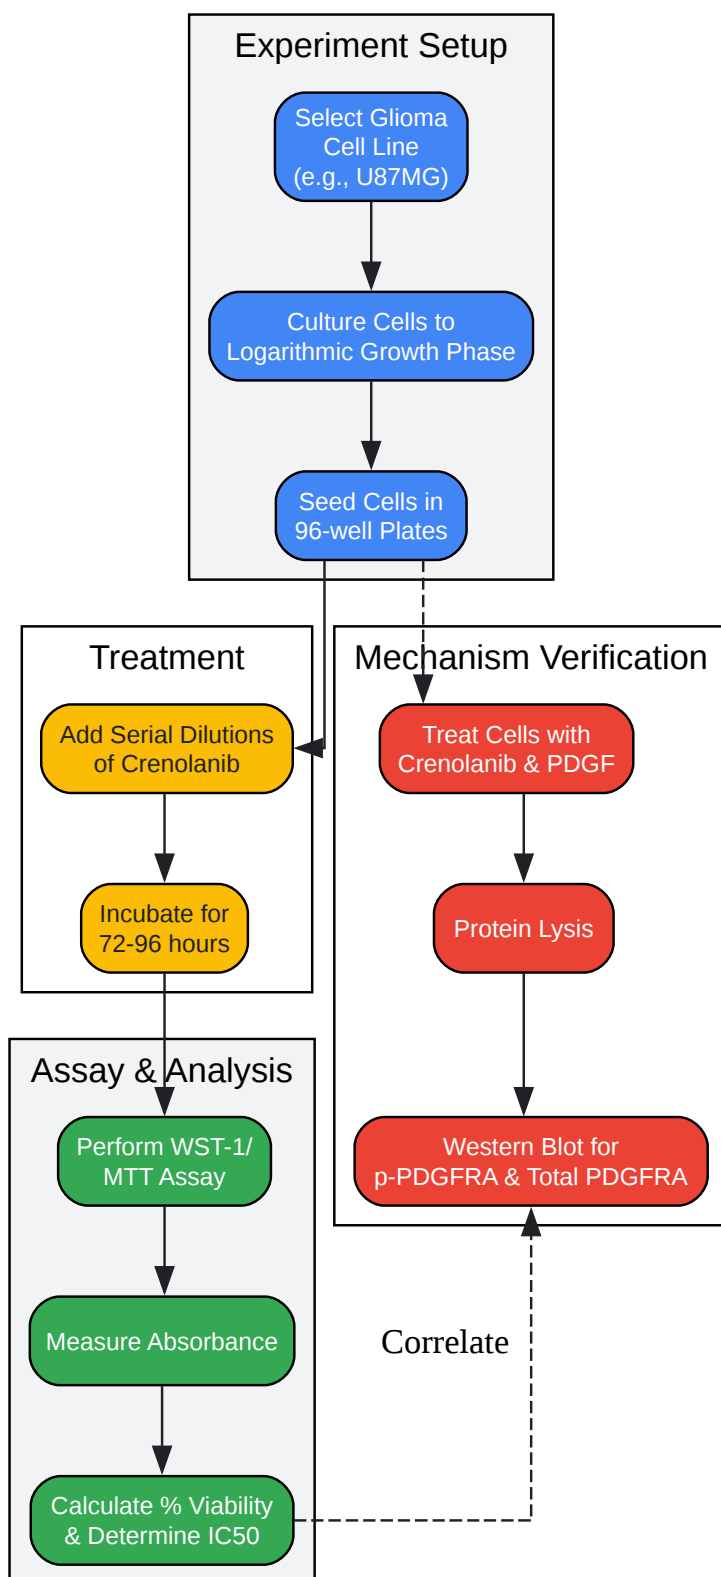 Experiment Setup
Select Glioma
Cell Line
(e.g., U87MG)
Culture Cells to
Logarithmic Growth Phase
Seed Cells in
96-well Plates
Treatment
Add Serial Dilutions
of Crenolanib
Incubate for
72-96 hours
Mechanism Verification
Treat Cells with
Crenolanib & PDGF
Protein Lysis
Western Blot for
p-PDGFRA & Total PDGFRA
Assay & Analysis
Perform WST-1/
MTT Assay
Measure Absorbance
Calculate % Viability
& Determine IC50
Correlate